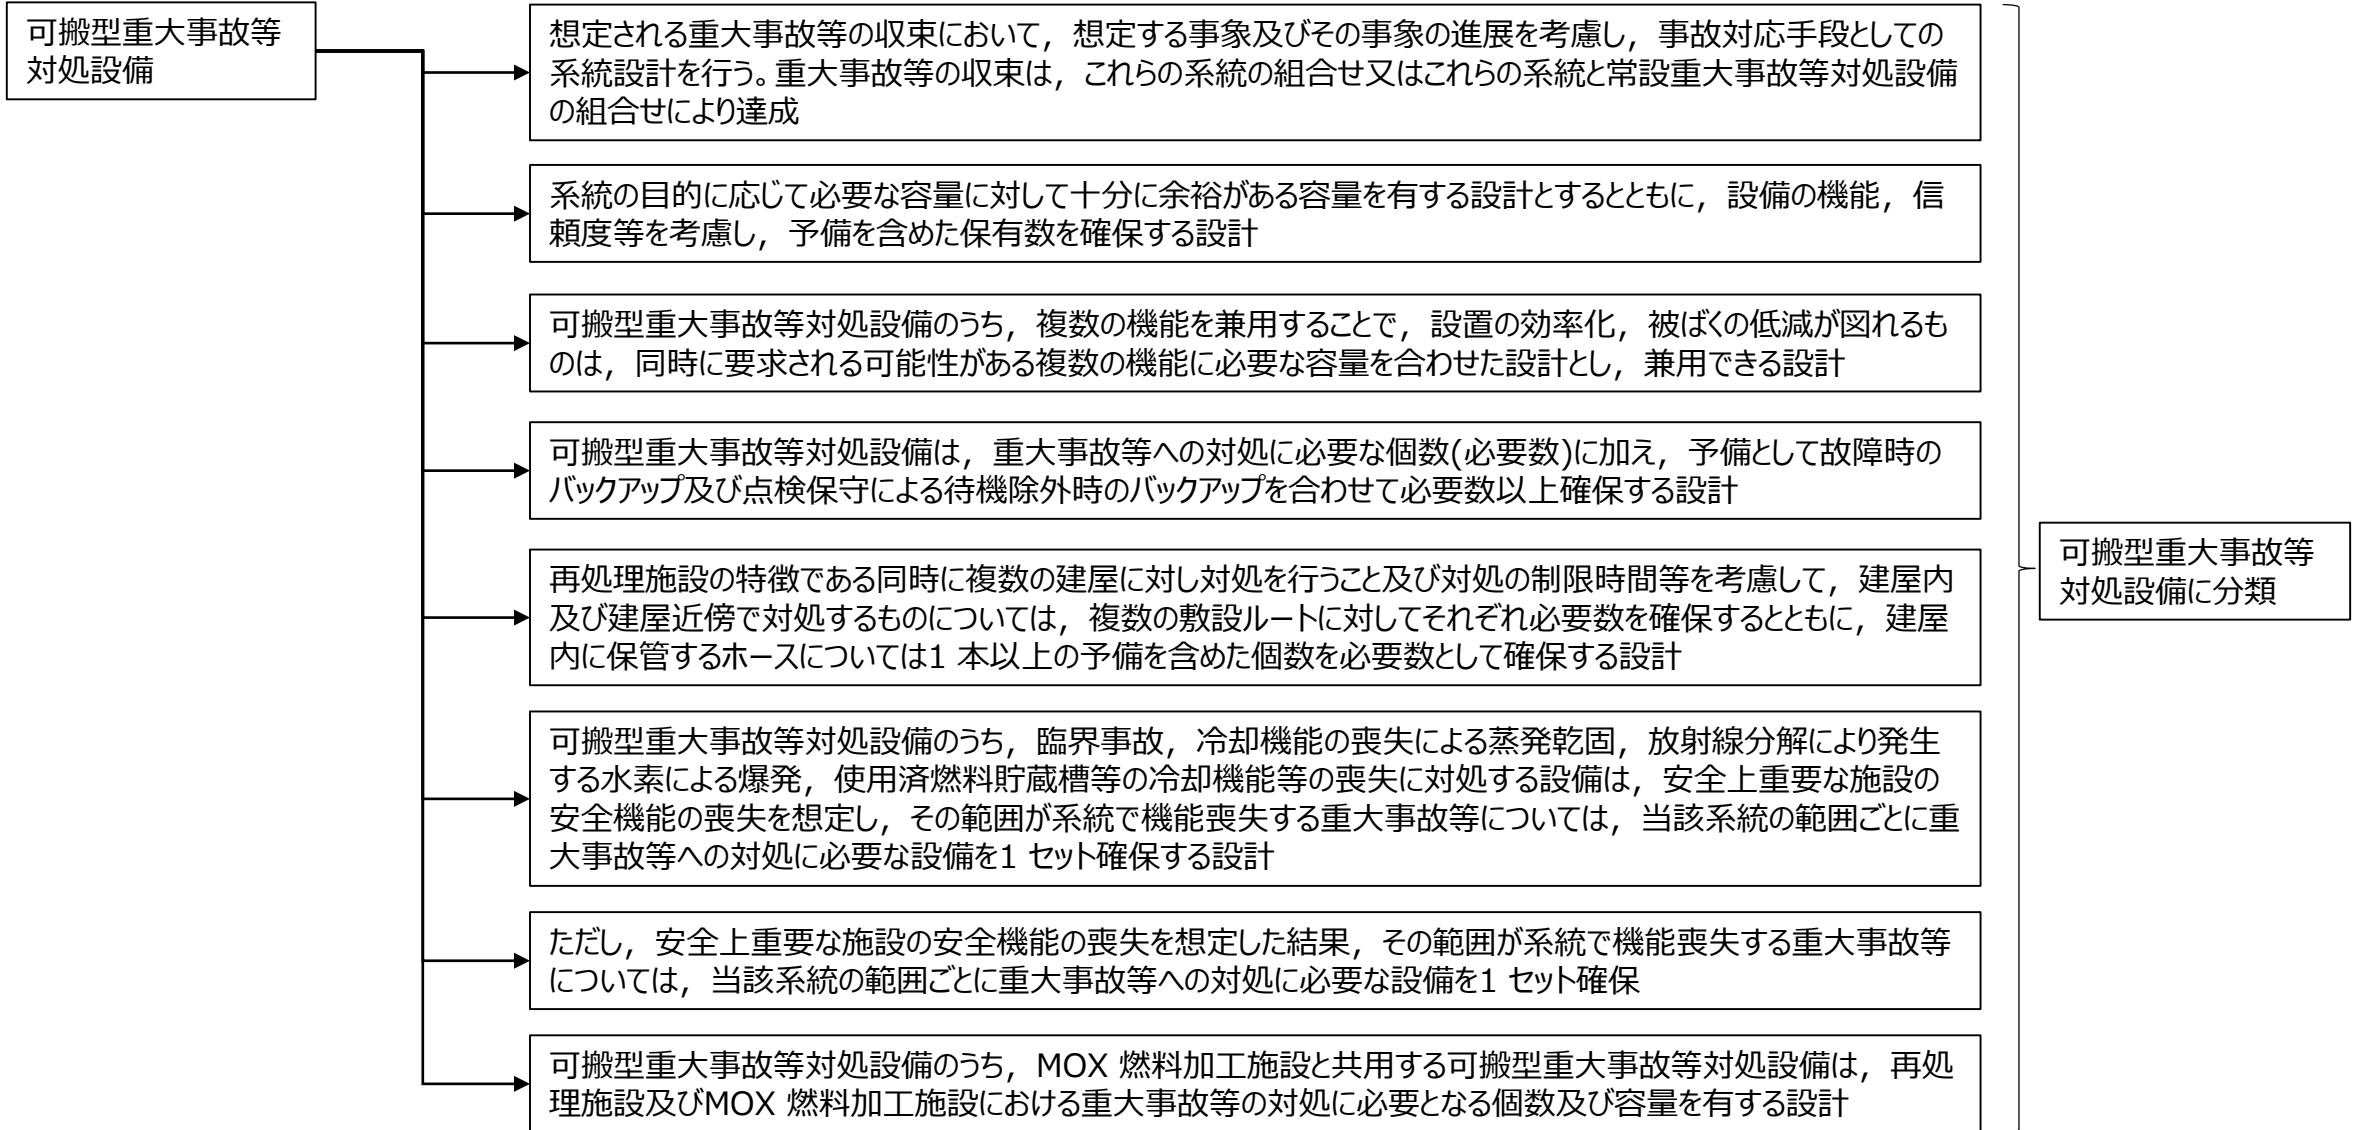 可搬型重大事故等
対処設備
想定される重大事故等の収束において，想定する事象及びその事象の進展を考慮し，事故対応手段としての
系統設計を行う。重大事故等の収束は，これらの系統の組合せ又はこれらの系統と常設重大事故等対処設備
の組合せにより達成
系統の目的に応じて必要な容量に対して十分に余裕がある容量を有する設計とするとともに，設備の機能，信
頼度等を考慮し，予備を含めた保有数を確保する設計
可搬型重大事故等対処設備のうち，複数の機能を兼用することで，設置の効率化，被ばくの低減が図れるも
のは，同時に要求される可能性がある複数の機能に必要な容量を合わせた設計とし，兼用できる設計
可搬型重大事故等対処設備は，重大事故等への対処に必要な個数(必要数)に加え，予備として故障時の
バックアップ及び点検保守による待機除外時のバックアップを合わせて必要数以上確保する設計
再処理施設の特徴である同時に複数の建屋に対し対処を行うこと及び対処の制限時間等を考慮して，建屋内
及び建屋近傍で対処するものについては，複数の敷設ルートに対してそれぞれ必要数を確保するとともに，建屋
内に保管するホースについては1 本以上の予備を含めた個数を必要数として確保する設計
可搬型重大事故等対処設備のうち，臨界事故，冷却機能の喪失による蒸発乾固，放射線分解により発生
する水素による爆発，使用済燃料貯蔵槽等の冷却機能等の喪失に対処する設備は，安全上重要な施設の
安全機能の喪失を想定し，その範囲が系統で機能喪失する重大事故等については，当該系統の範囲ごとに重
大事故等への対処に必要な設備を1 セット確保する設計
ただし，安全上重要な施設の安全機能の喪失を想定した結果，その範囲が系統で機能喪失する重大事故等
については，当該系統の範囲ごとに重大事故等への対処に必要な設備を1 セット確保
可搬型重大事故等対処設備のうち，MOX 燃料加工施設と共用する可搬型重大事故等対処設備は，再処
理施設及びMOX 燃料加工施設における重大事故等の対処に必要となる個数及び容量を有する設計
可搬型重大事故等
対処設備に分類